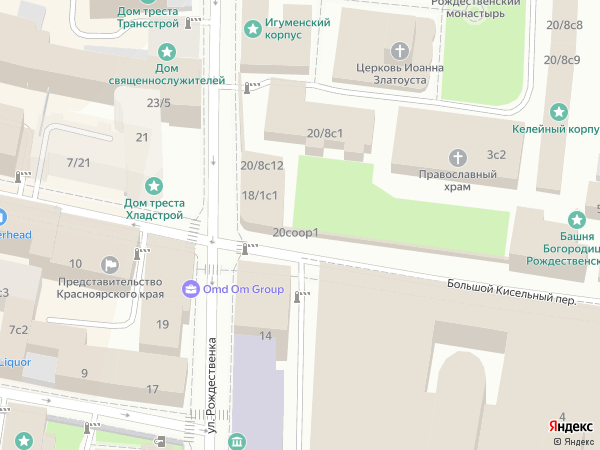 Дом треста
Трансстрой
Игуменский
корпус
Рождественский
монастырь
20/8с8
20/8с9
Церковь Иоанна
Златоуста
Дом
священнослужителей
23/5
21
7/21
20/8с1
Келейный корпус
3с2
Православный
храм
20/8с12
18/1с1
Дом треста
Хладстрой
20соор1
Башня
Богородице
Рождественск
erhead
10
Представительство
Красноярского края
Omd Om Group
Большой Кисельный пер.
с3
7с2
19
14
Liquor
9
17
ул. Рождественка
4
Яндекс